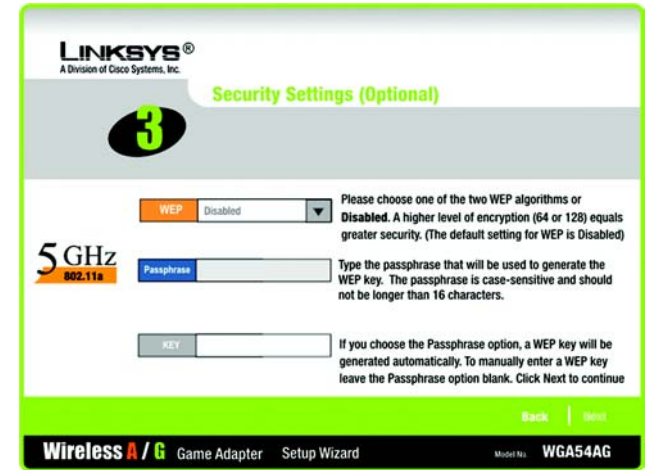 LINKSYS®
A Division of Cisco Systems, Inc.
Security Settings (Optional)
3
WEP Disabled
Please choose one of the two WEP algorithms or
Disabled. A higher level of encryption (64 or 128) equals
greater security. (The default setting for WEP is Disabled)
5 GHz
802.11a
Passphrase
Type the passphrase that will be used to generate the
WEP key. The passphrase is case-sensitive and should
not be longer than 16 characters.
KEY
If you choose the Passphrase option, a WEP key will be
generated automatically. To manually enter a WEP key
leave the Passphrase option blank. Click Next to continue
Back | Next
Wireless A / G Game Adapter Setup Wizard Model No. WGA54AG